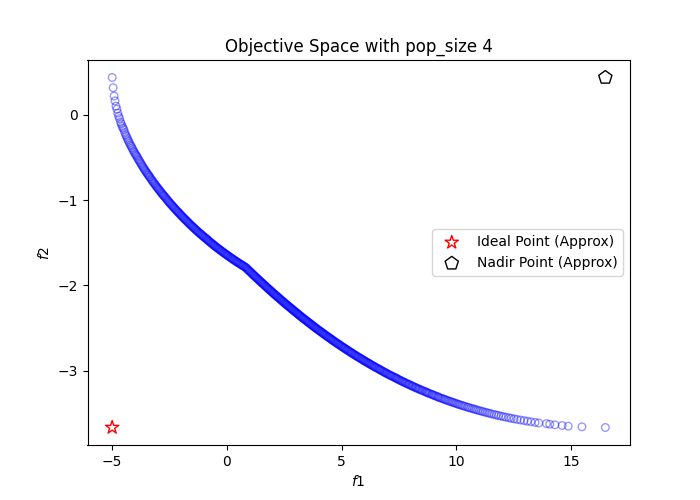 Objective Space with pop_size 4
f2
0
−1
−2
−3
Ideal Point (Approx)
Nadir Point (Approx)
−5
0
5
10
15
f1